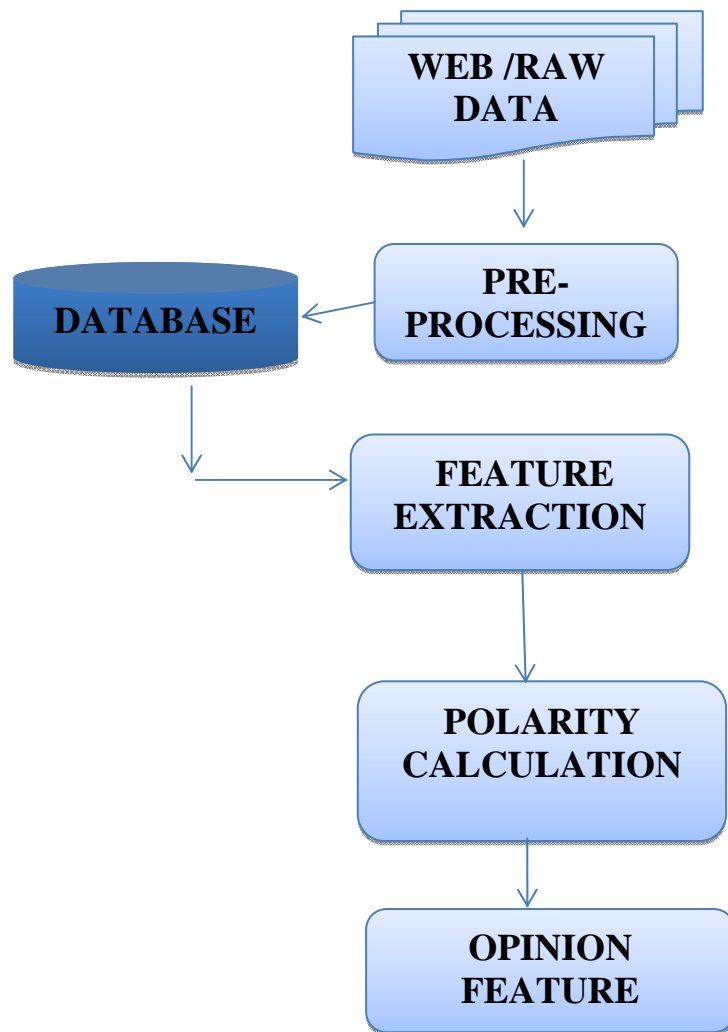 WEB /RAW
DATA
PRE-
PROCESSING
DATABASE
FEATURE
EXTRACTION
POLARITY
CALCULATION
OPINION
FEATURE